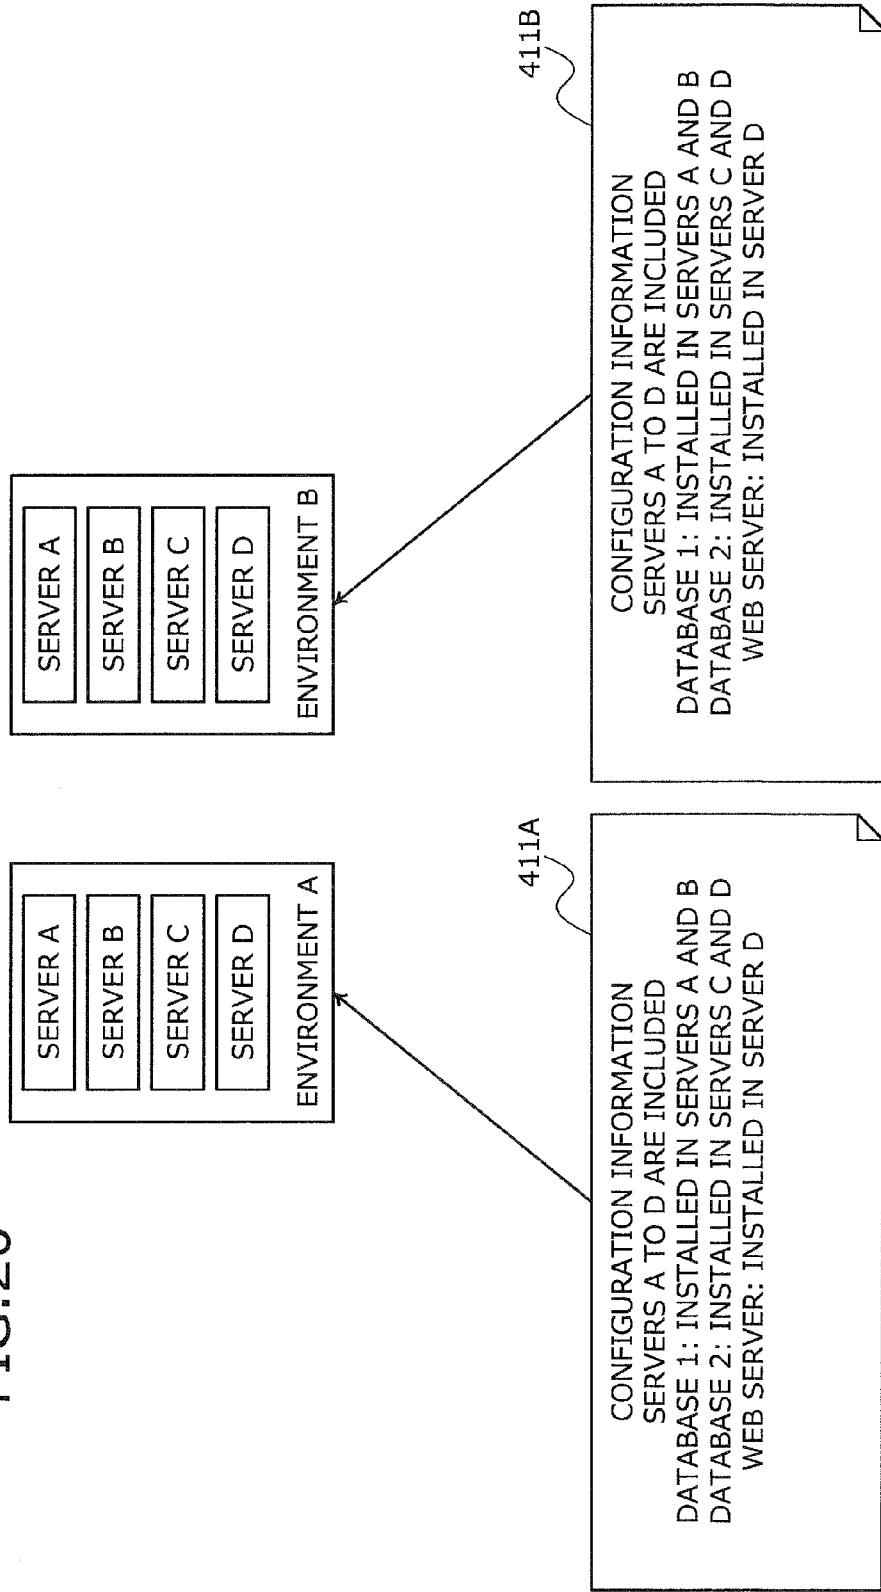 SERVER A
SERVER B
SERVER C
SERVER D
ENVIRONMENT A
411A
CONFIGURATION INFORMATION
SERVERS A TO D ARE INCLUDED
DATABASE 1: INSTALLED IN SERVERS A AND B
DATABASE 2: INSTALLED IN SERVERS C AND D
WEB SERVER: INSTALLED IN SERVER D
SERVER A
SERVER B
SERVER C
SERVER D
ENVIRONMENT B
411B
CONFIGURATION INFORMATION
SERVERS A TO D ARE INCLUDED
DATABASE 1: INSTALLED IN SERVERS A AND B
DATABASE 2: INSTALLED IN SERVERS C AND D
WEB SERVER: INSTALLED IN SERVER D